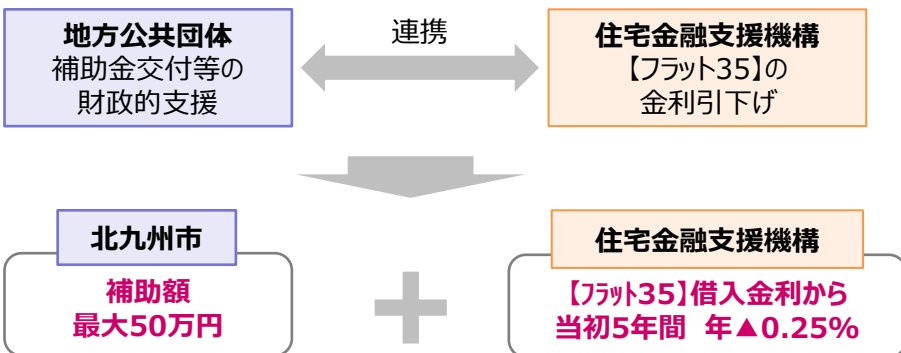 地方公共団体
補助金交付等の
財政的支援
連携
住宅金融支援機構
【フラット35】の
金利引下げ
北九州市
補助額
最大50万円
住宅金融支援機構
【フラット35】借入金利から
当初5年間 年▲0.25%